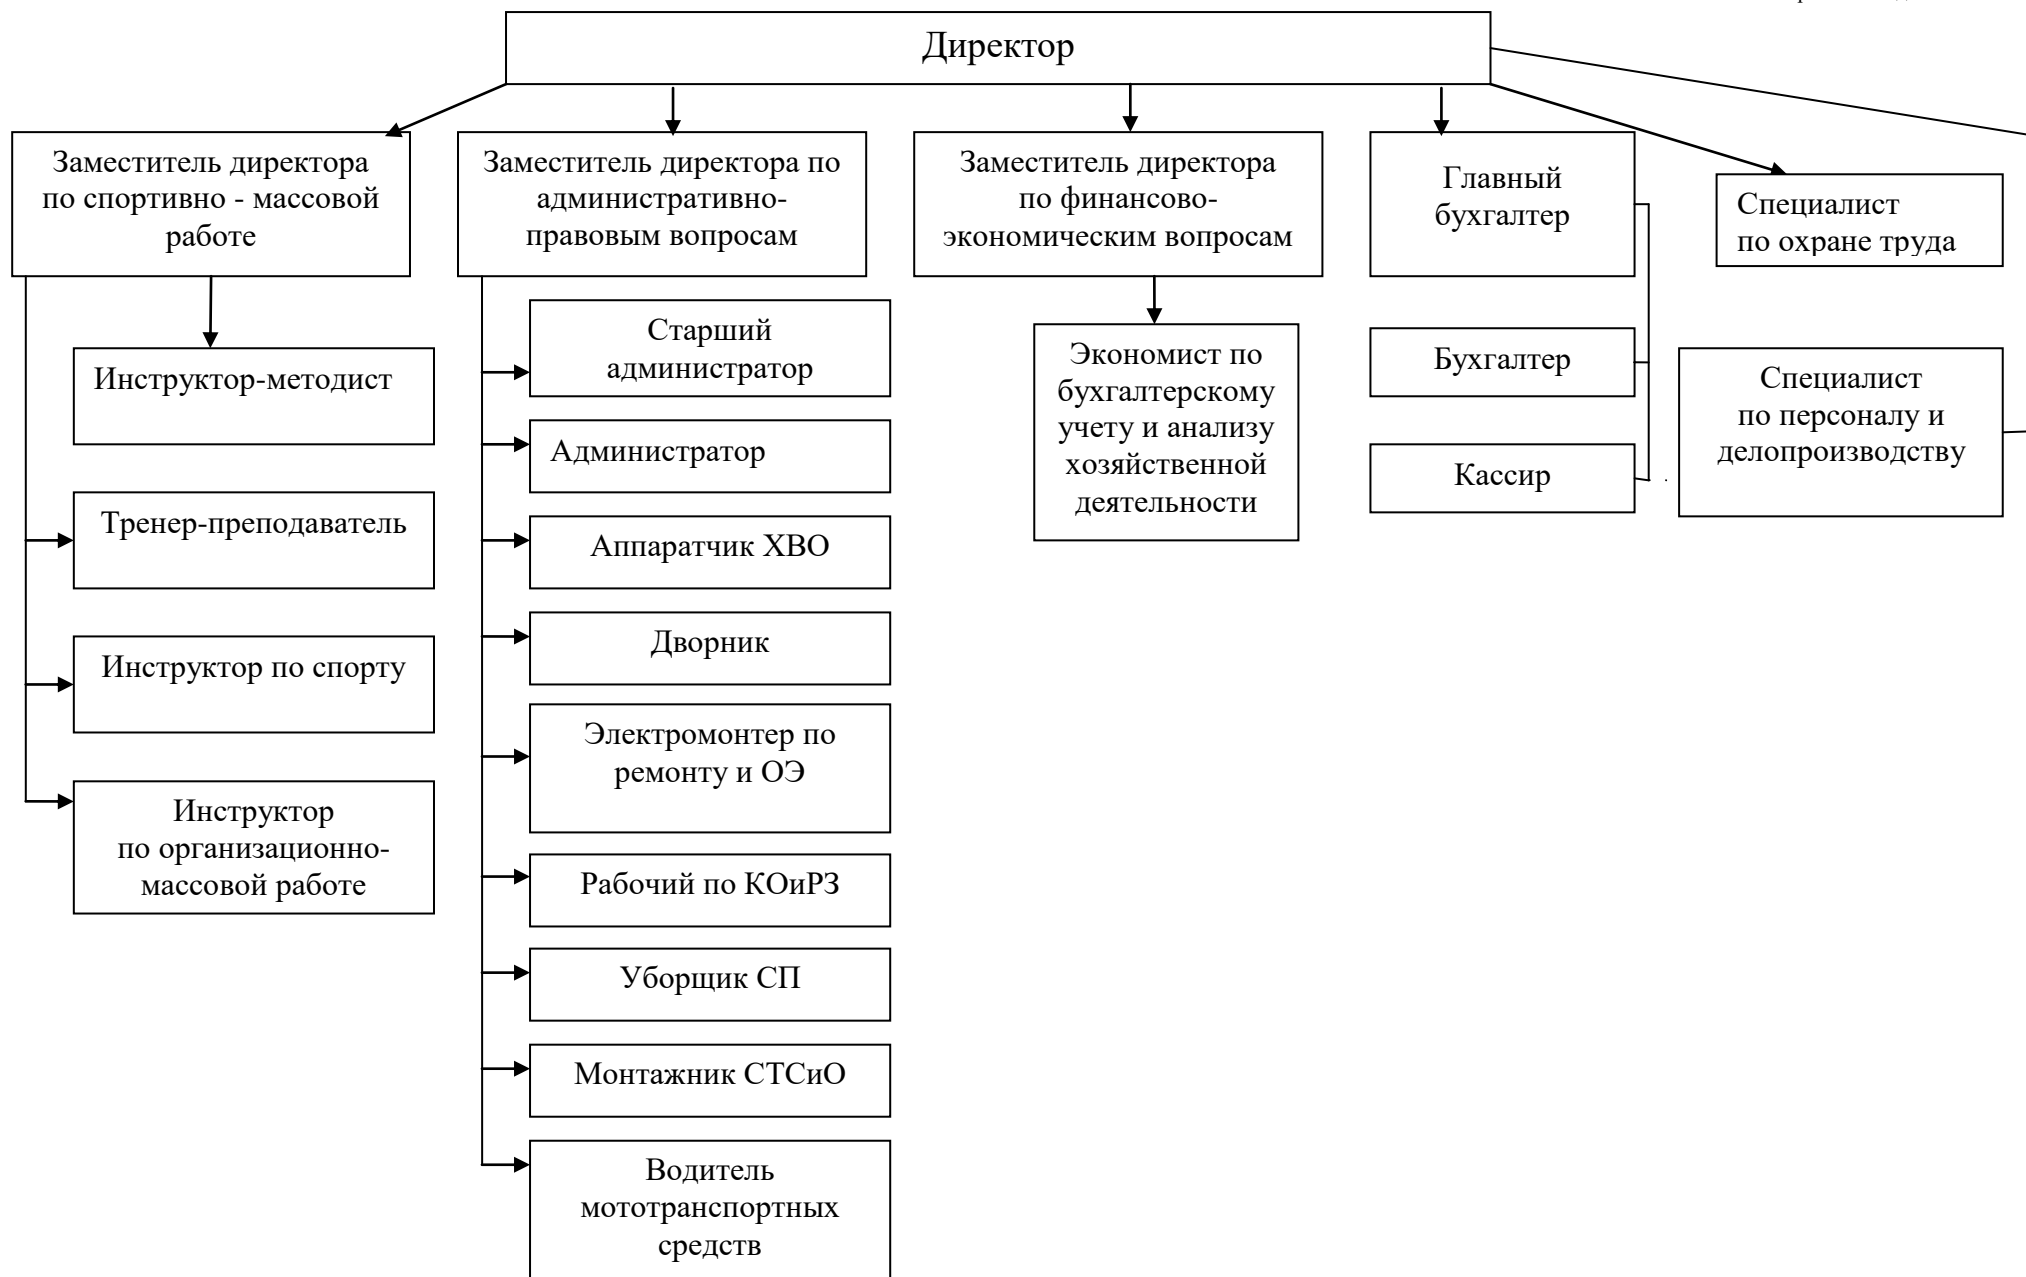 Директор
Заместитель директора
по спортивно - массовой
работе
Заместитель директора по
административно-
правовым вопросам
Заместитель директора
по финансово-
экономическим вопросам
Главный
бухгалтер
Специалист
по охране труда
Инструктор-методист
Тренер-преподаватель
Инструктор по спорту
Инструктор
по организационно-
массовой работе
Старший
администратор
Администратор
Аппаратчик ХВО
Дворник
Электромонтер по
ремонту и ОЭ
Рабочий по КОиРЗ
Уборщик СП
Монтажник СТСиО
Водитель
мототранспортных
средств
Экономист по
бухгалтерскому
учету и анализу
хозяйственной
деятельности
Бухгалтер
Кассир
Специалист
по персоналу и
делопроизводству